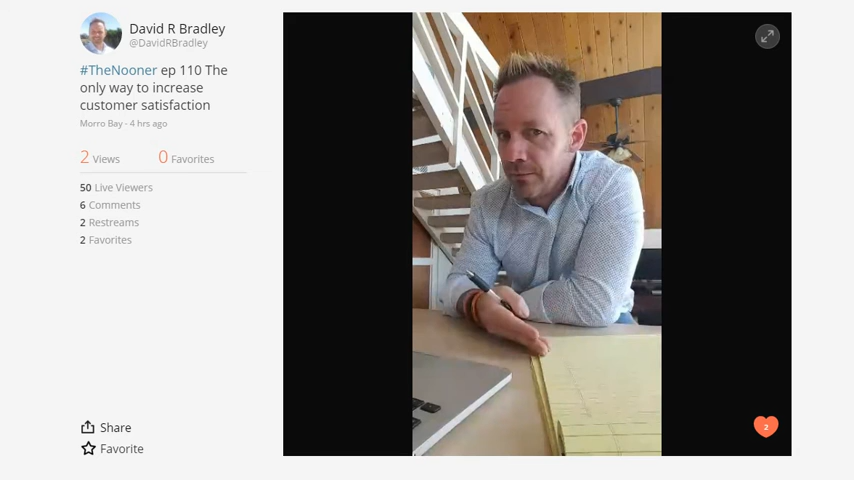 David R Bradley
@DavidRBradley
#TheNooner ep 110 The
only way to increase
customer satisfaction
Morro Bay - 4 hrs ago
2 Views 0 Favorites
50 Live Viewers
6 Comments
2 Restreams
2 Favorites
Share
Favorite
2